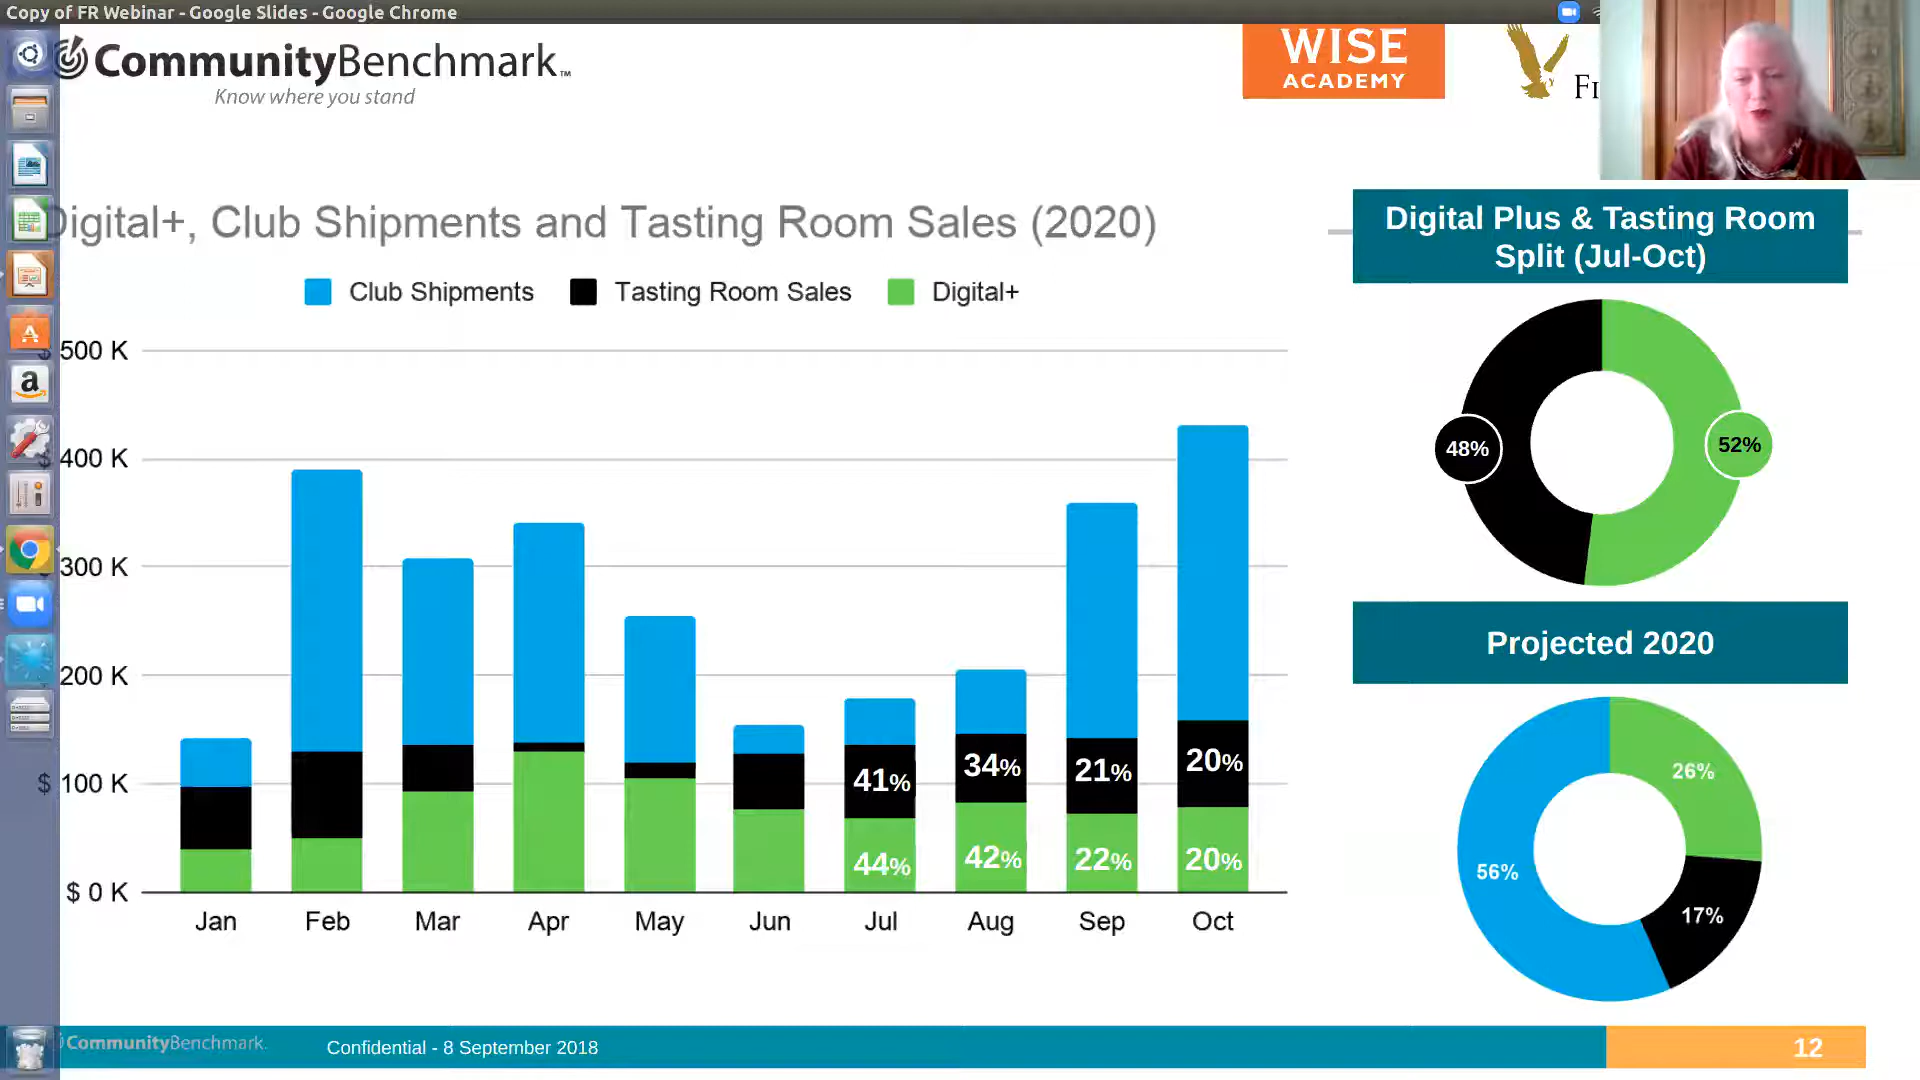 Copy of FR Webinar - Google Slides - Google Chrome
CommunityBenchmark™
Know where you stand
WISE
ACADEMY
Digital+, Club Shipments and Tasting Room Sales (2020)
Club Shipments
Tasting Room Sales
Digital+
500 K
400 K
300 K
200 K
$ 100 K
$ 0 K
41%
34%
21%
20%
44%
42%
22%
20%
Jan
Feb
Mar
Apr
May
Jun
Jul
Aug
Sep
Oct
Digital Plus & Tasting Room
Split (Jul-Oct)
48%
52%
Projected 2020
26%
56%
17%
CommunityBenchmark.
Confidential - 8 September 2018
12